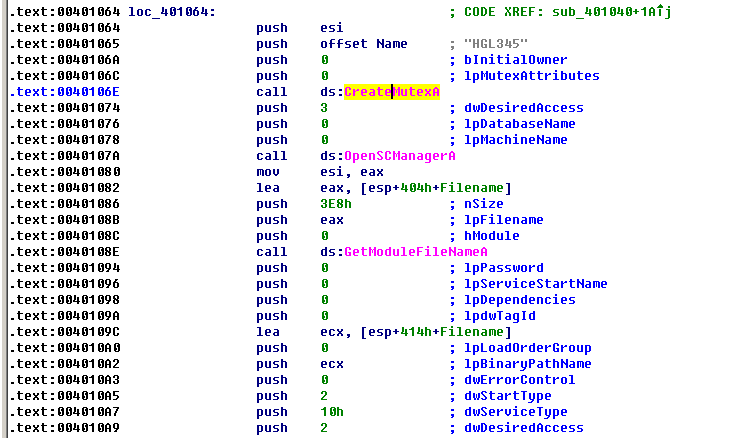 .text:00401064 loc_401064: ; CODE XREF: sub_401040+1Aîj
.text:00401064 push esi
.text:00401065 push offset Name ; "HGL345"
.text:0040106A push 0 ; bInitialOwner
.text:0040106C push 0 ; lpMutexAttributes
.text:0040106E call ds:CreateMutexA
.text:00401074 push 3 ; dwDesiredAccess
.text:00401076 push 0 ; lpDatabaseName
.text:00401078 push 0 ; lpMachineName
.text:0040107A call ds:OpenSCManagerA
.text:00401080 mov esi, eax
.text:00401082 lea eax, [esp+404h+Filename]
.text:00401086 push 3E8h ; nSize
.text:0040108B push eax ; lpFilename
.text:0040108C push 0 ; hModule
.text:0040108E call ds:GetModuleFileNameA
.text:00401094 push 0 ; lpPassword
.text:00401096 push 0 ; lpServiceStartName
.text:00401098 push 0 ; lpDependencies
.text:0040109A push 0 ; lpdwTagId
.text:0040109C lea ecx, [esp+414h+Filename]
.text:004010A0 push 0 ; lpLoadOrderGroup
.text:004010A2 push ecx ; lpBinaryPathName
.text:004010A3 push 0 ; dwErrorControl
.text:004010A5 push 2 ; dwStartType
.text:004010A7 push 10h ; dwServiceType
.text:004010A9 push 2 ; dwDesiredAccess